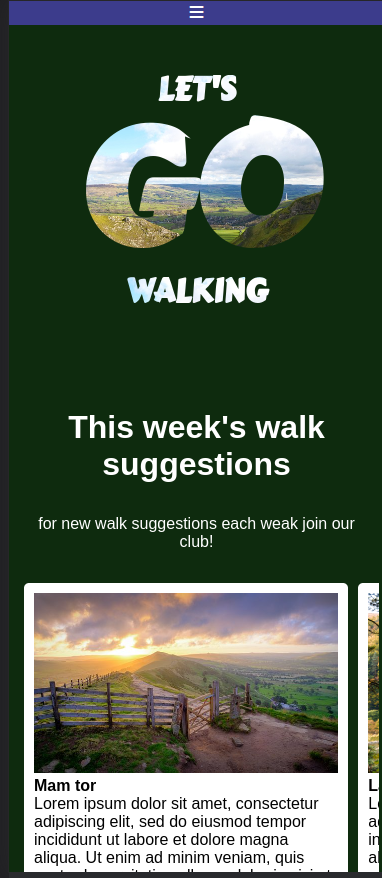 LET'S
GO
WALKING
This week's walk
suggestions
for new walk suggestions each weak join our
club!
Mam tor
Lorem ipsum dolor sit amet, consectetur
adipiscing elit, sed do eiusmod tempor
incididunt ut labore et dolore magna
aliqua. Ut enim ad minim veniam, quis